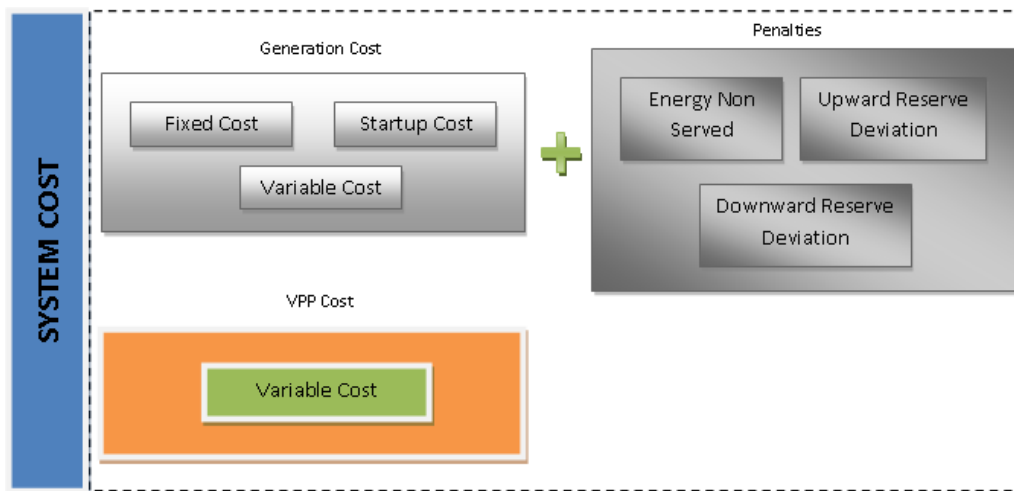 SYSTEM COST
Generation Cost
Fixed Cost
Startup Cost
Variable Cost
Penalties
Energy Non
Served
Upward Reserve
Deviation
Downward Reserve
Deviation
VPP Cost
Variable Cost